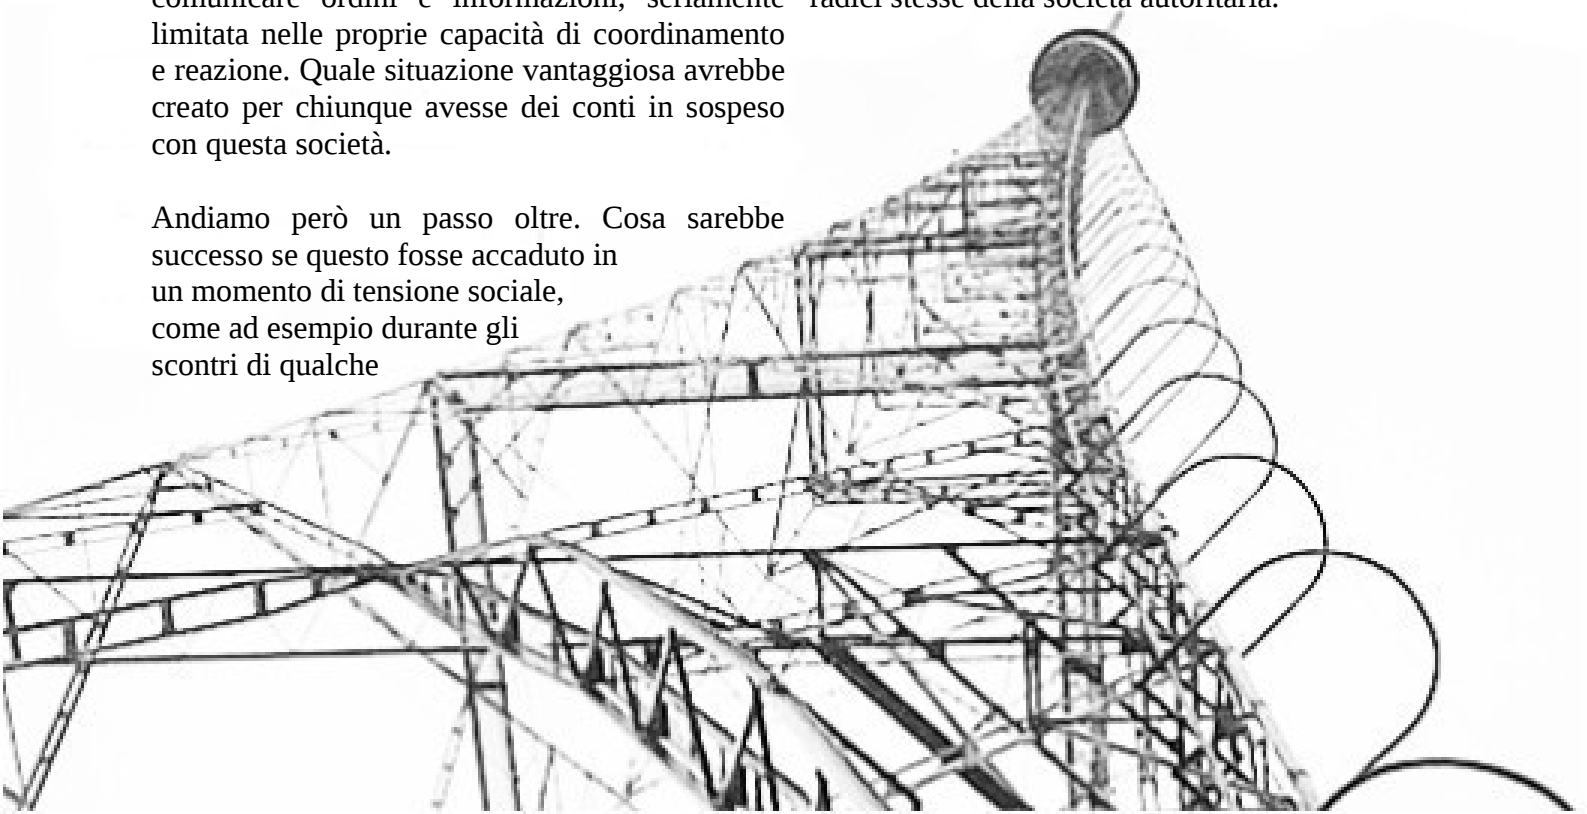 comunicare ordini e informazioni, seriamente
limitata nelle proprie capacità di coordinamento
e reazione. Quale situazione vantaggiosa avrebbe
creato per chiunque avesse dei conti in sospeso
con questa società.
Andiamo però un passo oltre. Cosa sarebbe
successo se questo fosse accaduto in
un momento di tensione sociale,
come ad esempio durante gli
scontri di qualche
radici stesse della società autoritaria.